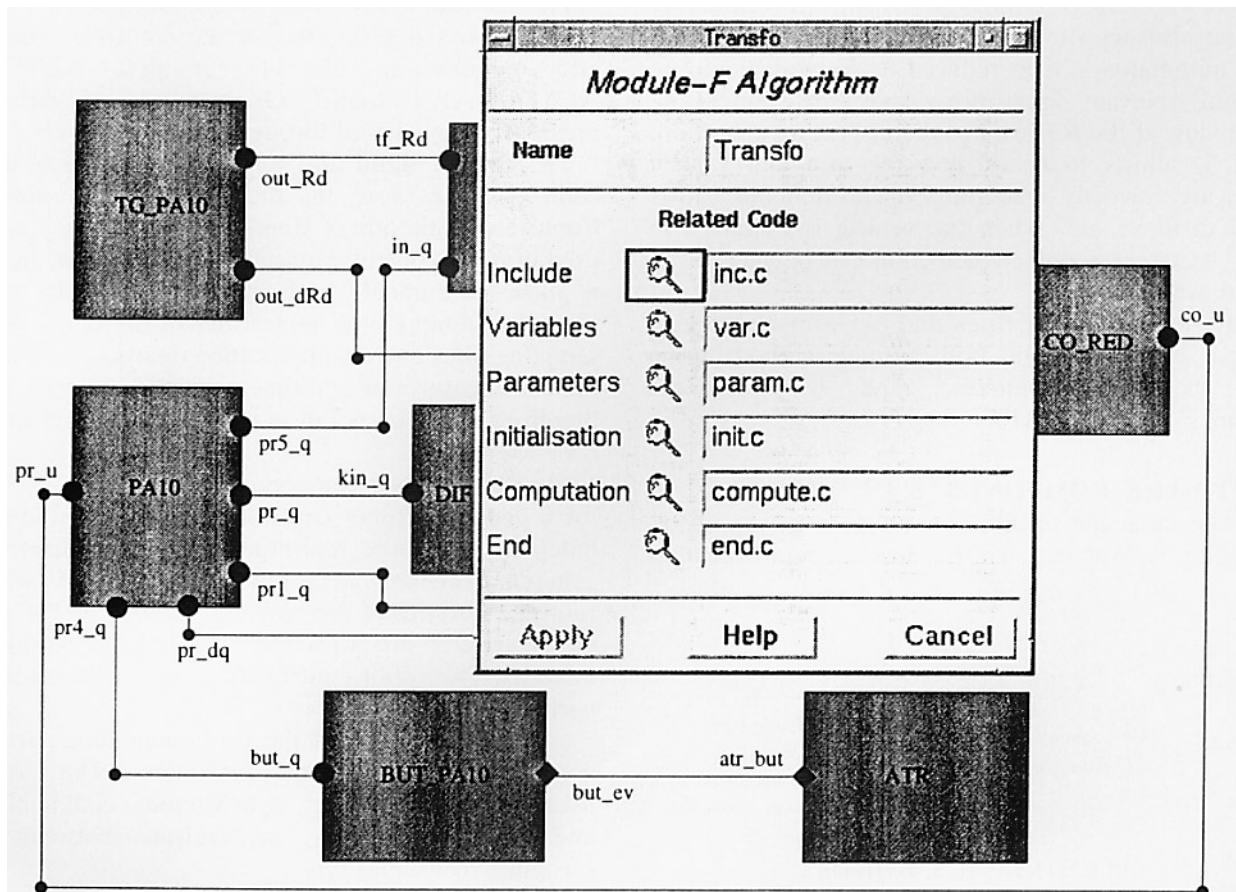 Transfo
Module-F Algorithm
Name
Transfo
Related Code
Include
inc.c
Variables
var.c
Parameters
param.c
Initialisation
init.c
Computation
compute.c
End
end.c
Apply
Help
Cancel
TG_PA10
out_Rd
tf_Rd
out_dRd
in_q
PA10
pr_u
pr5_q
pr_q
kin_q
DIF
pr1_q
pr4_q
pr_dq
CO_RED
co_u
but_q
BUT_PA10
but_ev
atr_but
ATR